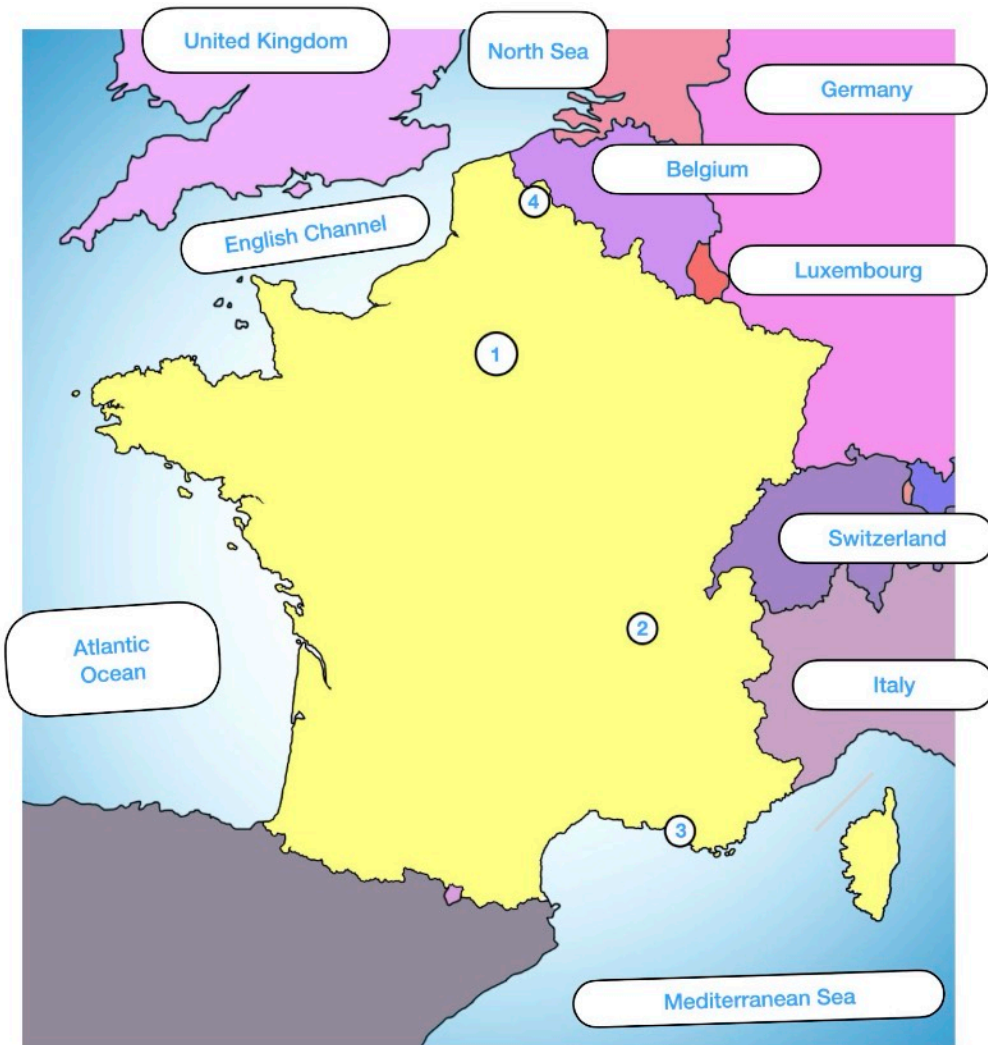 United Kingdom
North Sea
Germany
Belgium
4
English Channel
Luxembourg
1
Switzerland
2
Atlantic
Ocean
Italy
3
Mediterranean Sea